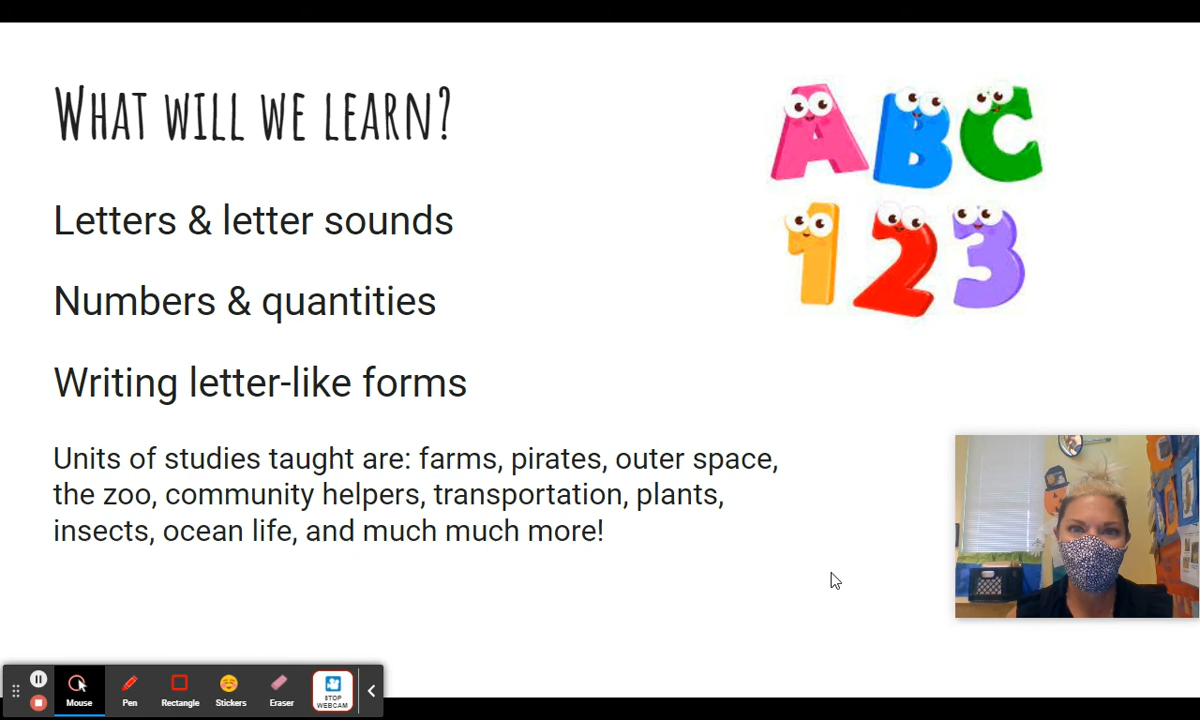 What will we learn?
ABC
123
Letters & letter sounds
Numbers & quantities
Writing letter-like forms
Units of studies taught are: farms, pirates, outer space,
the zoo, community helpers, transportation, plants,
insects, ocean life, and much much more!
Mouse
Pen
Rectangle
Stickers
Eraser
STOP
WEBCAM